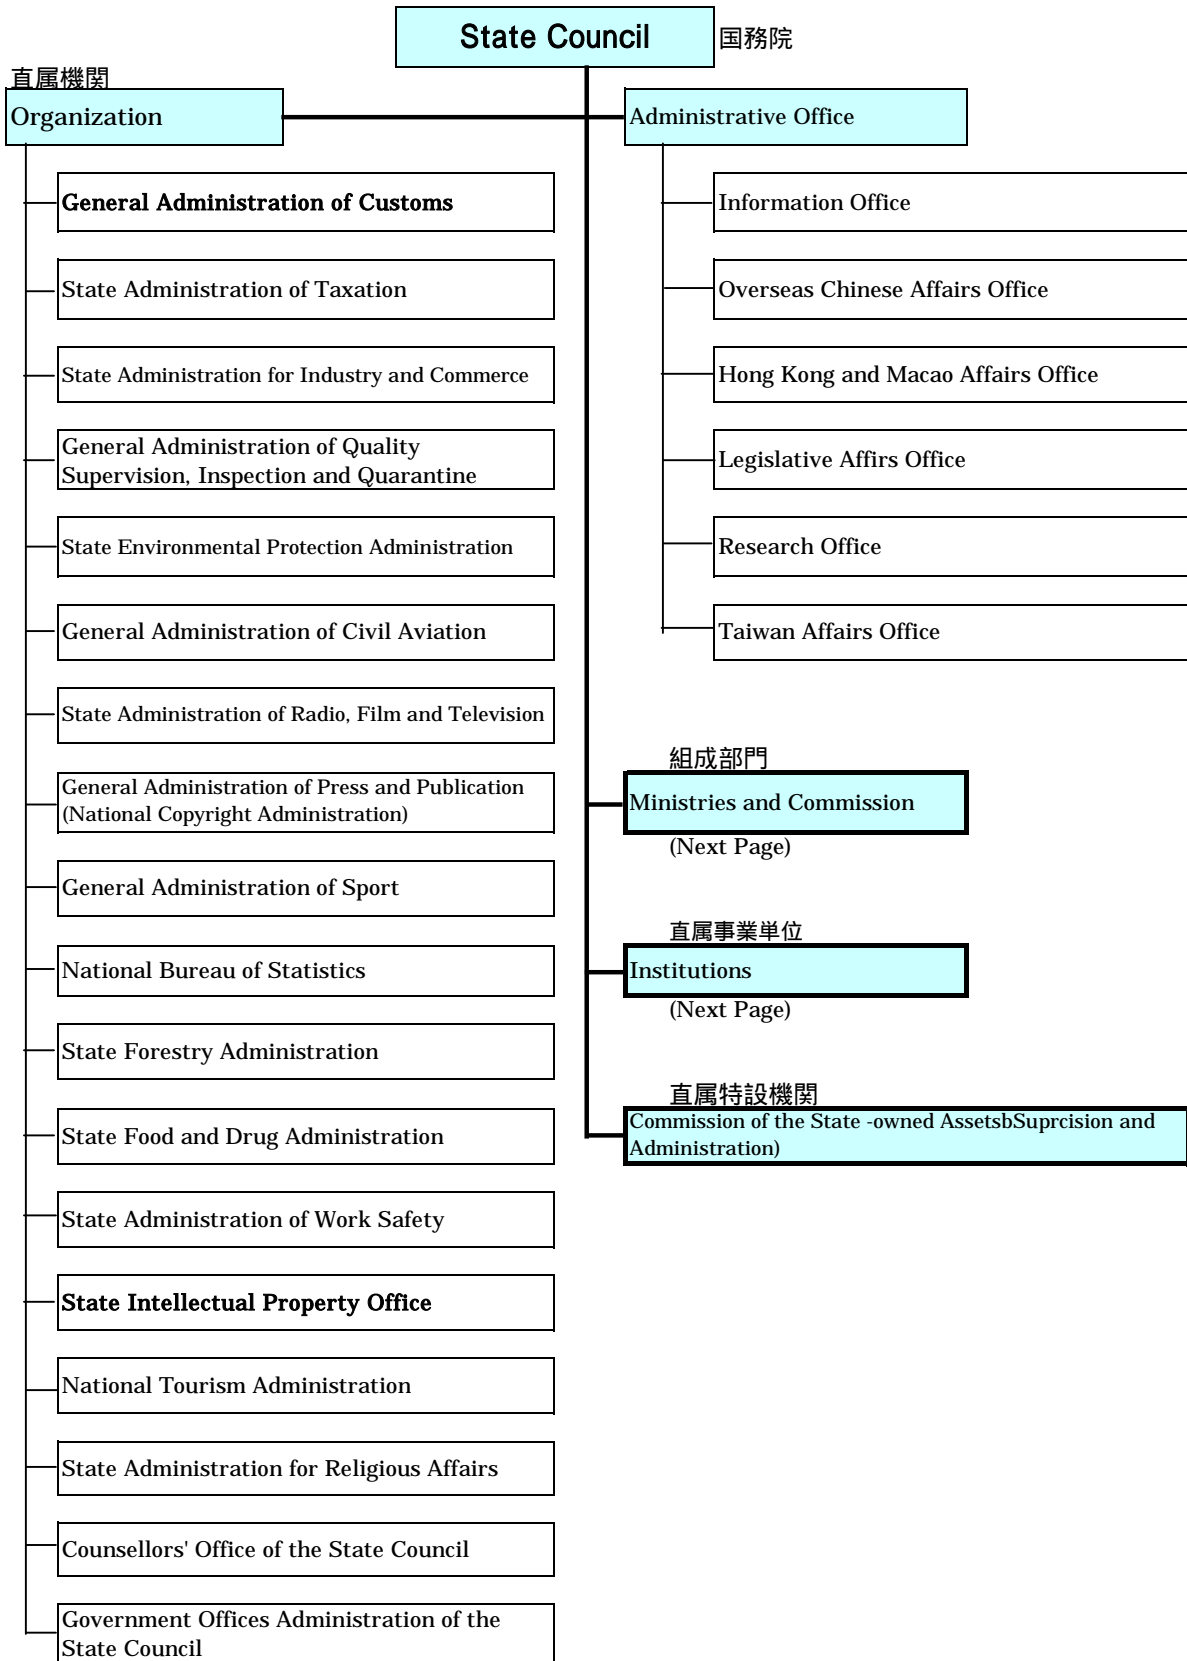 State Council
国務院
直属機関
Organization
General Administration of Customs
State Administration of Taxation
State Administration for Industry and Commerce
General Administration of Quality
Supervision, Inspection and Quarantine
State Environmental Protection Administration
General Administration of Civil Aviation
State Administration of Radio, Film and Television
General Administration of Press and Publication
(National Copyright Administration)
General Administration of Sport
National Bureau of Statistics
State Forestry Administration
State Food and Drug Administration
State Administration of Work Safety
State Intellectual Property Office
National Tourism Administration
State Administration for Religious Affairs
Counsellors' Office of the State Council
Government Offices Administration of the
State Council
Administrative Office
Information Office
Overseas Chinese Affairs Office
Hong Kong and Macao Affairs Office
Legislative Affirs Office
Research Office
Taiwan Affairs Office
組成部門
Ministries and Commission
(Next Page)
直属事業単位
Institutions
(Next Page)
直属特設機関
Commission of the State -owned AssetsbSuprcision and
Administration)